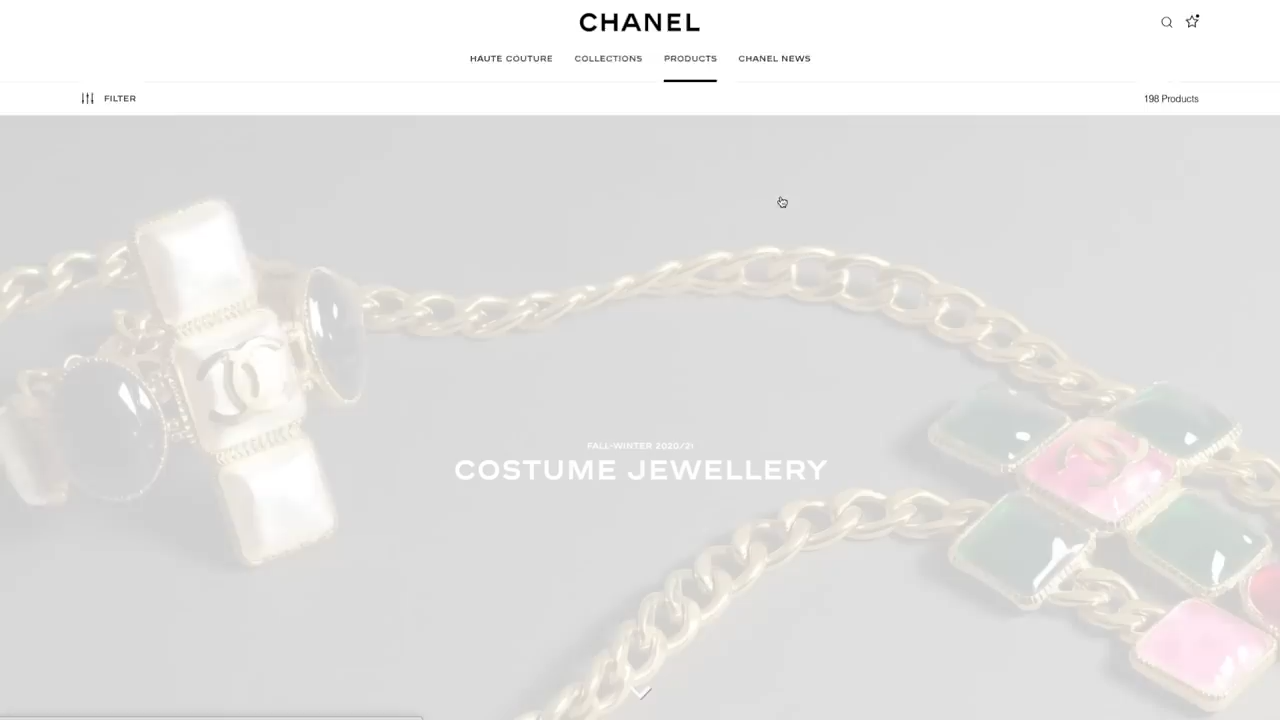 CHANEL
HAUTE COUTURE COLLECTIONS PRODUCTS CHANEL NEWS
FILTER
198 Products
FALL-WINTER 2020/21
COSTUME JEWELLERY